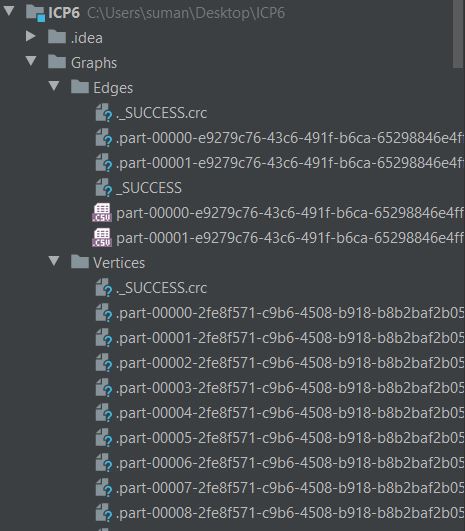 ICP6 C:\Users\suman\Desktop\ICP6
.idea
Graphs
Edges
._SUCCESS.crc
.part-00000-e9279c76-43c6-491f-b6ca-65298846e4ff
.part-00001-e9279c76-43c6-491f-b6ca-65298846e4ff
_SUCCESS
part-00000-e9279c76-43c6-491f-b6ca-65298846e4ff
part-00001-e9279c76-43c6-491f-b6ca-65298846e4ff
Vertices
._SUCCESS.crc
.part-00000-2fe8f571-c9b6-4508-b918-b8b2baf2b05
.part-00001-2fe8f571-c9b6-4508-b918-b8b2baf2b05
.part-00002-2fe8f571-c9b6-4508-b918-b8b2baf2b05
.part-00003-2fe8f571-c9b6-4508-b918-b8b2baf2b05
.part-00004-2fe8f571-c9b6-4508-b918-b8b2baf2b05
.part-00005-2fe8f571-c9b6-4508-b918-b8b2baf2b05
.part-00006-2fe8f571-c9b6-4508-b918-b8b2baf2b05
.part-00007-2fe8f571-c9b6-4508-b918-b8b2baf2b05
.part-00008-2fe8f571-c9b6-4508-b918-b8b2baf2b05